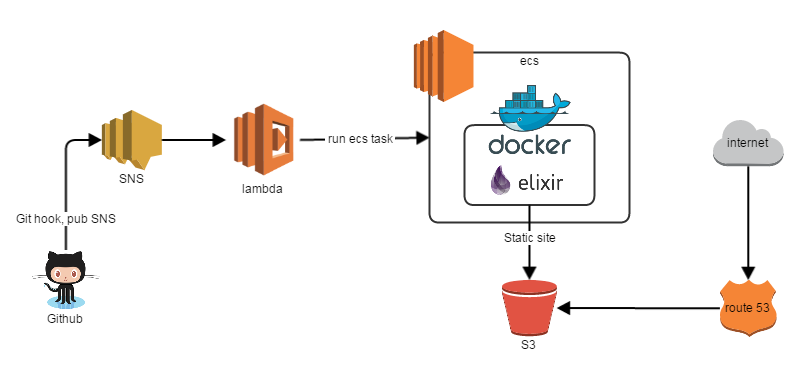 ecs
docker
elixir
internet
run ecs task
SNS
lambda
Git hook, pub SNS
Static site
Github
route 53
S3